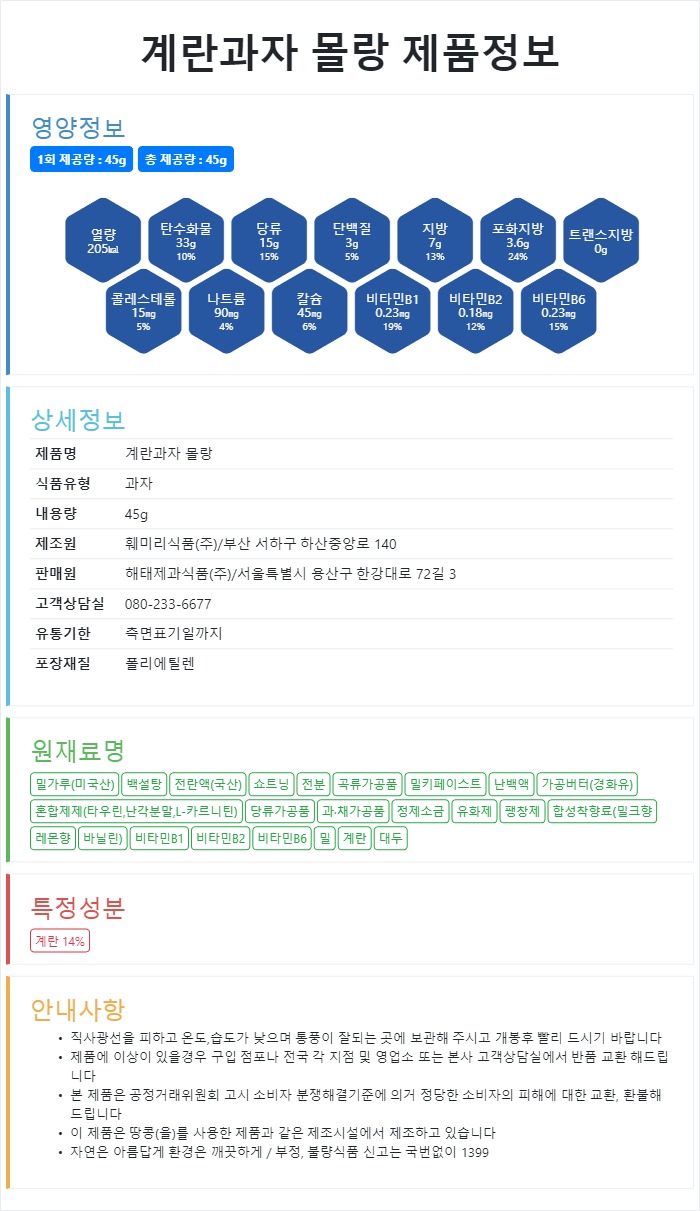 계란과자 몰랑 제품정보
영양정보
1회 제공량 : 45g 총 제공량 : 45g
열량
205㎉
탄수화물
33g
10%
당류
15g
15%
단백질
3g
5%
지방
7g
13%
포화지방
3.6g
24%
트랜스지방
0g
콜레스테롤
15㎎
5%
나트륨
90㎎
4%
칼슘
45㎎
6%
비타민B1
0.23㎎
19%
비타민B2
0.18㎎
12%
비타민B6
0.23㎎
15%
상세정보
제품명 계란과자 몰랑
식품유형 과자
내용량 45g
제조원 훼미리식품(주)/부산 서하구 하산중앙로 140
판매원 해태제과식품(주)/서울특별시 용산구 한강대로 72길 3
고객상담실 080-233-6677
유통기한 측면표기일까지
포장재질 폴리에틸렌
원재료명
밀가루(미국산) 백설탕 전란액(국산) 쇼트닝 전분 곡류가공품 밀키페이스트 난백액 가공버터(경화유)
혼합제제(타우린,난각분말,L-카르니틴) 당류가공품 과·채가공품 정제소금 유화제 팽창제 합성착향료(밀크향
레몬향 바닐린) 비타민B1 비타민B2 비타민B6 밀 계란 대두
특정성분
계란 14%
안내사항
• 직사광선을 피하고 온도,습도가 낮으며 통풍이 잘되는 곳에 보관해 주시고 개봉후 빨리 드시기 바랍니다
• 제품에 이상이 있을경우 구입 점포나 전국 각 지점 및 영업소 또는 본사 고객상담실에서 반품 교환 해드립
니다
• 본 제품은 공정거래위원회 고시 소비자 분쟁해결기준에 의거 정당한 소비자의 피해에 대한 교환, 환불해
드립니다
• 이 제품은 땅콩(을)를 사용한 제품과 같은 제조시설에서 제조하고 있습니다
• 자연은 아름답게 환경은 깨끗하게 / 부정, 불량식품 신고는 국번없이 1399